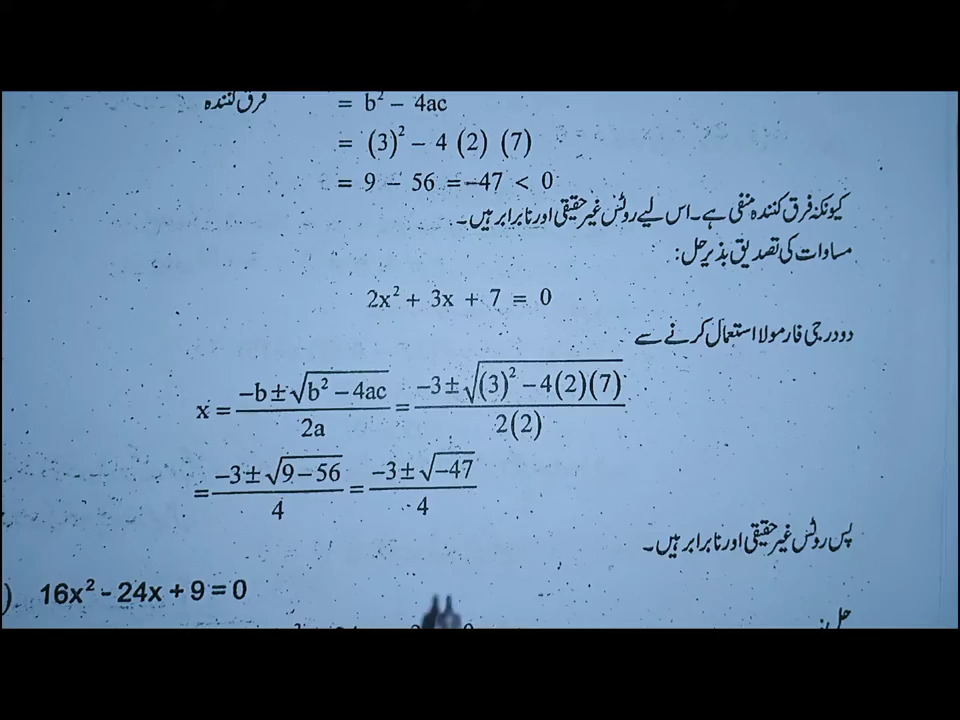 فرق کنندہ = b² − 4ac
= (3)² − 4 (2) (7)
= 9 − 56 = −47 < 0
کیونکہ فرق کنندہ منفی ہے۔ اس لیے روٹس غیر حقیقی اور نابرابر ہیں۔
مساوات کی تصدیق بذریعہ حل:
2x² + 3x + 7 = 0
دو درجی فارمولا استعمال کرنے سے
x = (−b ± √(b² − 4ac)) / 2a = (−3 ± √((3)² − 4(2)(7))) / 2(2)
= (−3 ± √(9 − 56)) / 4 = (−3 ± √−47) / 4
پس روٹس غیر حقیقی اور نابرابر ہیں۔
) 16x² - 24x + 9 = 0